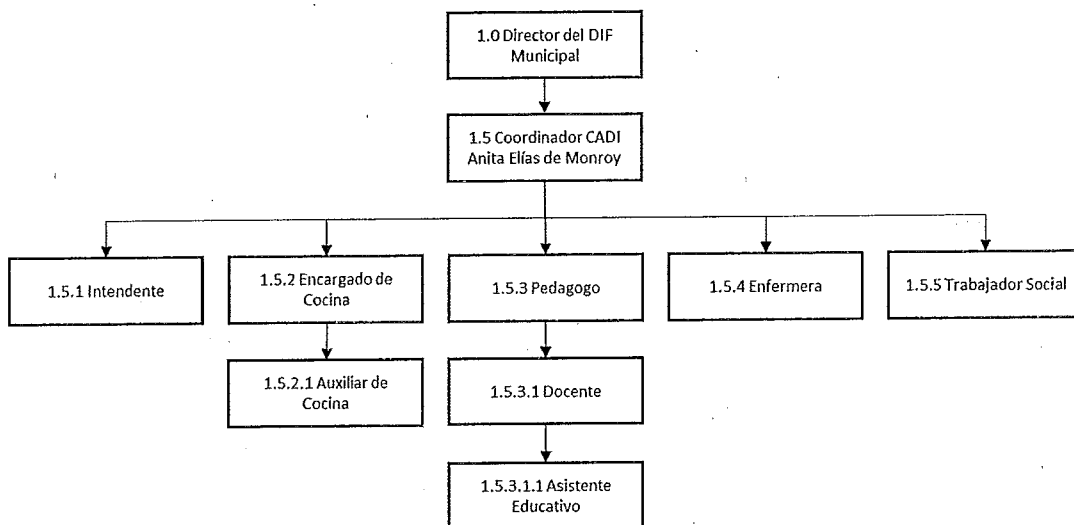 1.0 Director del DIF
Municipal
1.5 Coordinador CADI
Anita Elías de Monroy
1.5.1 Intendente
1.5.2 Encargado de
Cocina
1.5.3 Pedagogo
1.5.4 Enfermera
1.5.5 Trabajador Social
1.5.2.1 Auxiliar de
Cocina
1.5.3.1 Docente
1.5.3.1.1 Asistente
Educativo